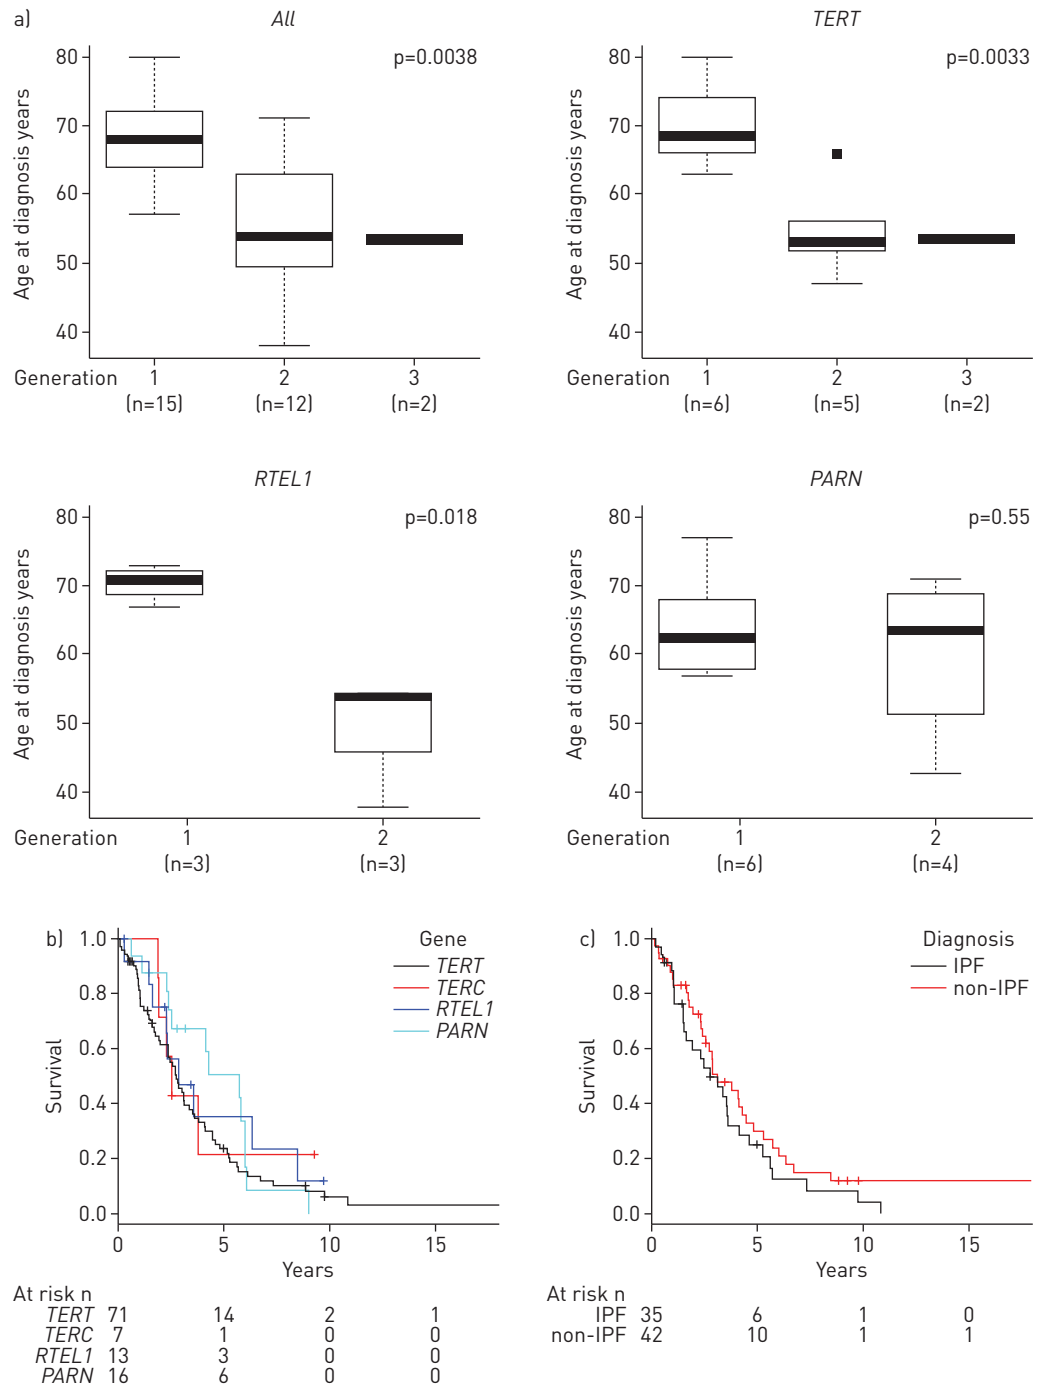 a)
All
p=0.0038
Age at diagnosis years
80
70
60
50
40
Generation 1 2 3
(n=15) (n=12) (n=2)
TERT
p=0.0033
Age at diagnosis years
80
70
60
50
40
Generation 1 2 3
(n=6) (n=5) (n=2)
RTEL1
p=0.018
Age at diagnosis years
80
70
60
50
40
Generation 1 2
(n=3) (n=3)
PARN
p=0.55
Age at diagnosis years
80
70
60
50
40
Generation 1 2
(n=6) (n=4)
b)
Gene
TERT
TERC
RTEL1
PARN
Survival
1.0
0.8
0.6
0.4
0.2
0.0
0 5 10 15
Years
At risk n
TERT 71 14 2 1
TERC 7 1 0 0
RTEL1 13 3 0 0
PARN 16 6 0 0
c)
Diagnosis
IPF
non-IPF
Survival
1.0
0.8
0.6
0.4
0.2
0.0
0 5 10 15
Years
At risk n
IPF 35 6 1 0
non-IPF 42 10 1 1